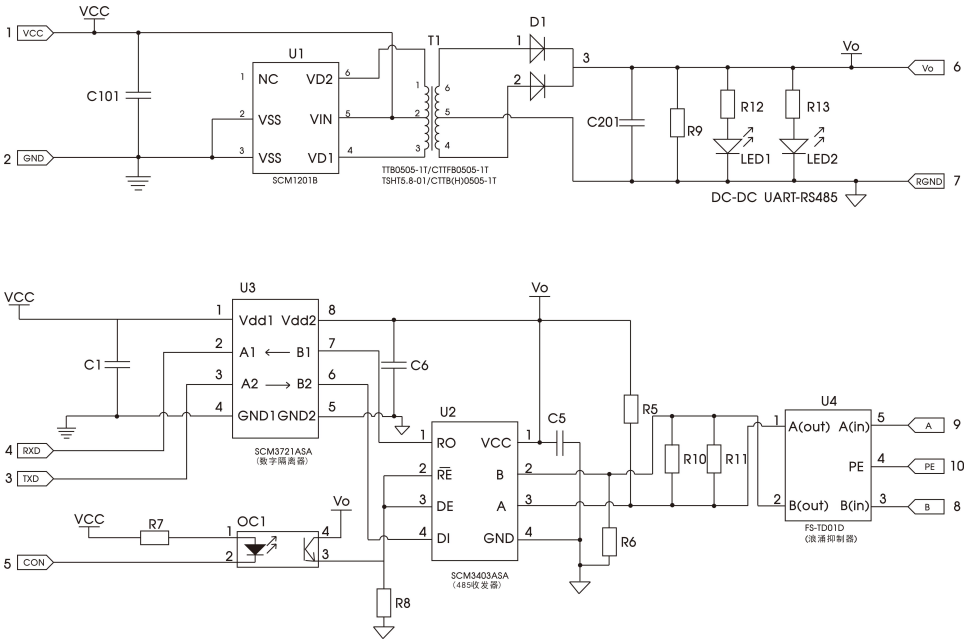 VCC
1 VCC
C101
2 GND
U1
1 NC VD2 6
2 VSS VIN 5
3 VSS VD1 4
SCM1201B
T1
1 6
2 5
3 4
TTB0505-1T/CTTFB0505-1T
TSHT5.8-01/CTTB(H)0505-1T
D1
1
2
3
C201
R9
R12
LED1
R13
LED2
Vo
Vo 6
RGND 7
DC-DC UART-RS485
VCC
C1
U3
1 Vdd1 Vdd2 8
2 A1 B1 7
3 A2 B2 6
4 GND1 GND2 5
SCM3721ASA
(数字隔离器)
C6
4 RXD
3 TXD
VCC
R7
OC1
1 4
2 3
Vo
5 CON
R8
Vo
U2
1 RO VCC 1
2 RE B 2
3 DE A 3
4 DI GND 4
SCM3403ASA
(485收发器)
C5
R5
R6
R10
R11
U4
1 A(out) A(in) 5
PE 4
2 B(out) B(in) 3
FS-TD01D
(浪涌抑制器)
A 9
PE 10
B 8